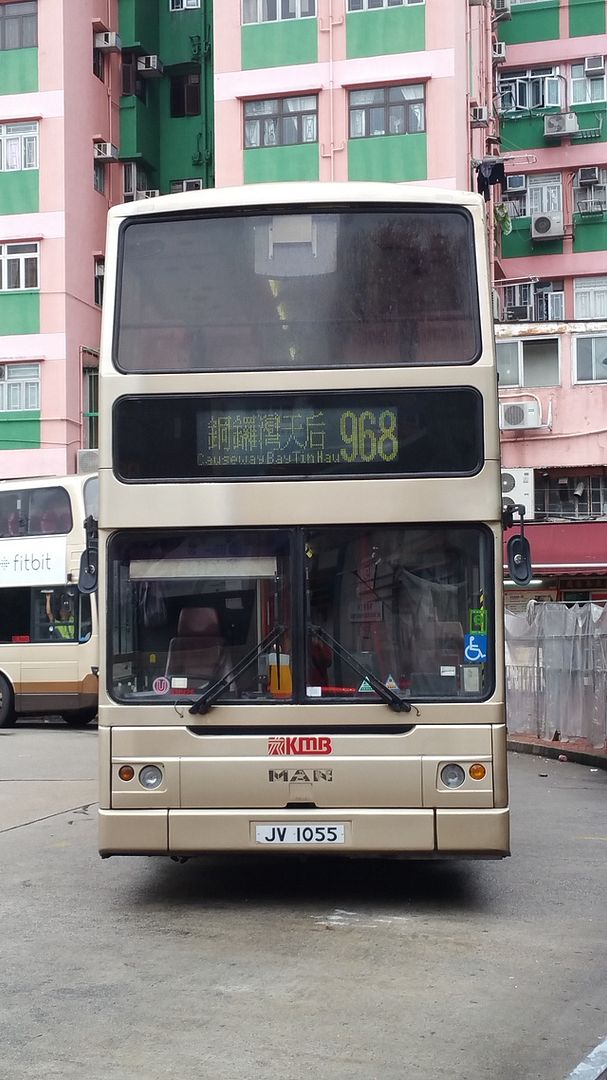 銅鑼灣天后 968
Causeway Bay Tin Hau
fitbit
KMB
MAN
JV 1055